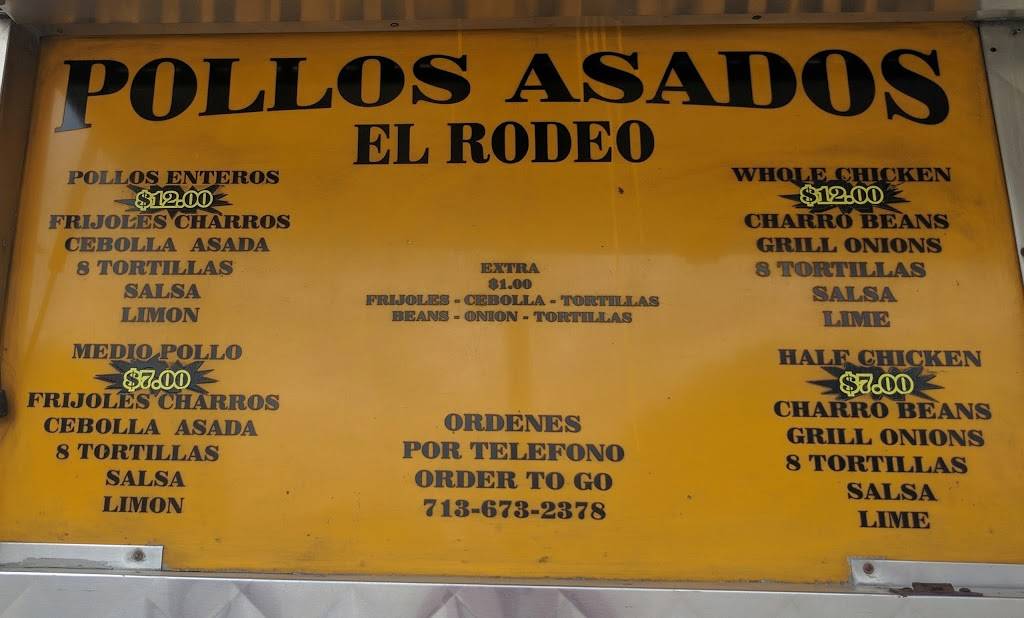 POLLOS ASADOS
EL RODEO
POLLOS ENTEROS
$12.00
FRIJOLES CHARROS
CEBOLLA ASADA
8 TORTILLAS
SALSA
LIMON
MEDIO POLLO
$7.00
FRIJOLES CHARROS
CEBOLLA ASADA
8 TORTILLAS
SALSA
LIMON
EXTRA
$1.00
FRIJOLES - CEBOLLA - TORTILLAS
BEANS - ONION - TORTILLAS
ORDENES
POR TELEFONO
ORDER TO GO
713-673-2378
WHOLE CHICKEN
$12.00
CHARRO BEANS
GRILL ONIONS
8 TORTILLAS
SALSA
LIME
HALF CHICKEN
$7.00
CHARRO BEANS
GRILL ONIONS
8 TORTILLAS
SALSA
LIME